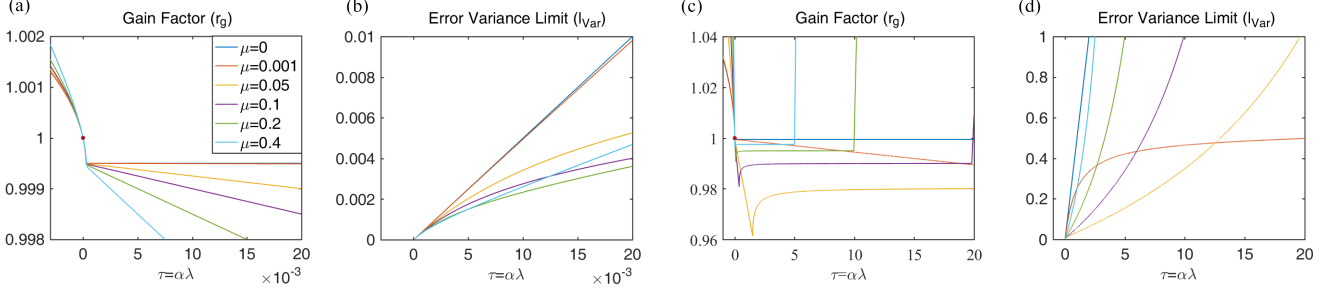 (a)
Gain Factor (r_g)
1.002
1.001
1
0.999
0.998
μ=0
μ=0.001
μ=0.05
μ=0.1
μ=0.2
μ=0.4
0 5 10 15 20
τ=αλ
×10⁻³
(b)
Error Variance Limit (l_Var)
0.01
0.008
0.006
0.004
0.002
0
0 5 10 15 20
τ=αλ
×10⁻³
(c)
Gain Factor (r_g)
1.04
1.02
1
0.98
0.96
0 5 10 15 20
τ=αλ
(d)
Error Variance Limit (l_Var)
1
0.8
0.6
0.4
0.2
0
0 5 10 15 20
τ=αλ